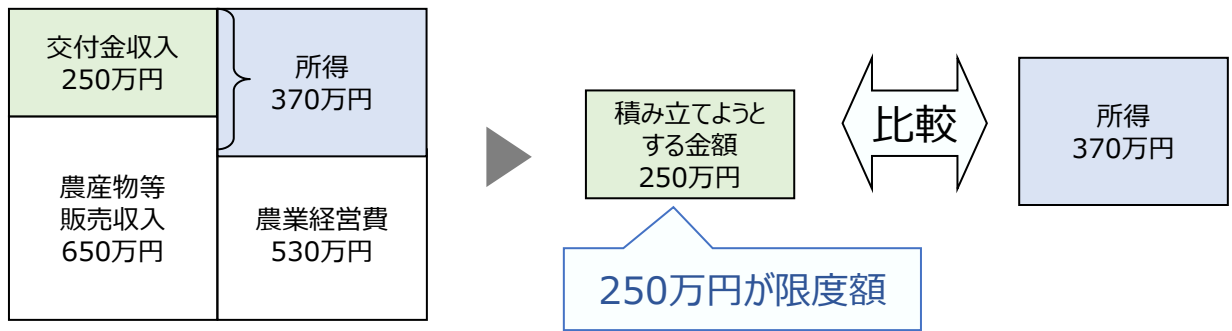 交付金収入
250万円
所得
370万円
農産物等
販売収入
650万円
農業経営費
530万円
積み立てようと
する金額
250万円
比較
所得
370万円
250万円が限度額